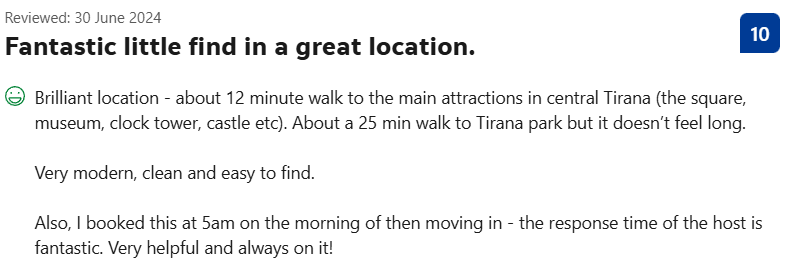 Reviewed: 30 June 2024
Fantastic little find in a great location.
10
Brilliant location - about 12 minute walk to the main attractions in central Tirana (the square,
museum, clock tower, castle etc). About a 25 min walk to Tirana park but it doesn’t feel long.
Very modern, clean and easy to find.
Also, I booked this at 5am on the morning of then moving in - the response time of the host is
fantastic. Very helpful and always on it!